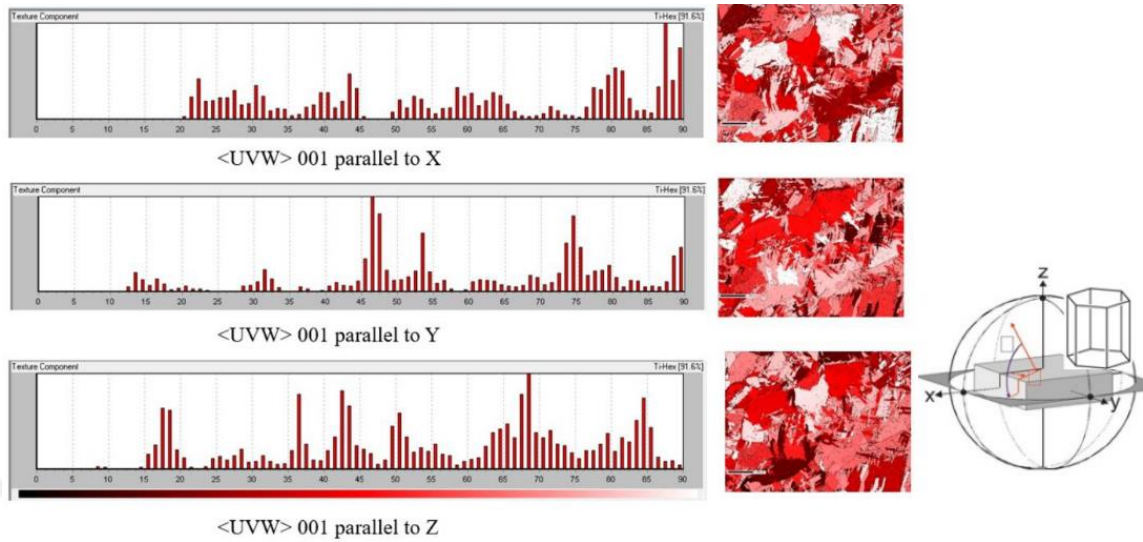 Texture Component Ti-Hex [91.6%]
0 5 10 15 20 25 30 35 40 45 50 55 60 65 70 75 80 85 90
<UVW> 001 parallel to X
Texture Component Ti-Hex [91.6%]
0 5 10 15 20 25 30 35 40 45 50 55 60 65 70 75 80 85 90
<UVW> 001 parallel to Y
Texture Component Ti-Hex [91.6%]
0 5 10 15 20 25 30 35 40 45 50 55 60 65 70 75 80 85 90
<UVW> 001 parallel to Z
z
x
y